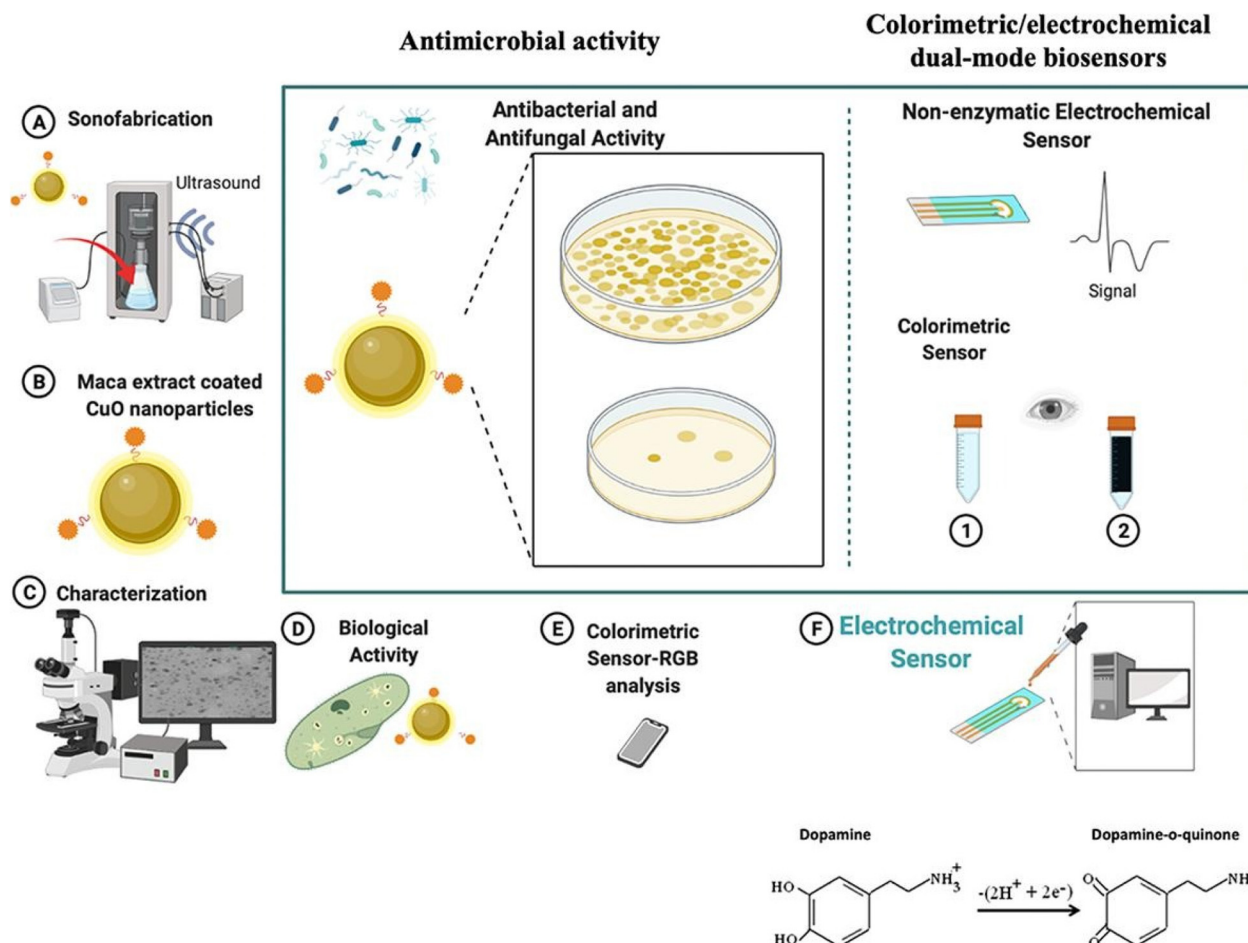 Antimicrobial activity
Colorimetric/electrochemical
dual-mode biosensors
A Sonofabrication
Ultrasound
B Maca extract coated
CuO nanoparticles
C Characterization
Antibacterial and
Antifungal Activity
Non-enzymatic Electrochemical
Sensor
Signal
Colorimetric
Sensor
1 2
D Biological
Activity
E Colorimetric
Sensor-RGB
analysis
F Electrochemical
Sensor
Dopamine
Dopamine-o-quinone
HO
HO
NH3+
-(2H+ + 2e-)
O
O
NH